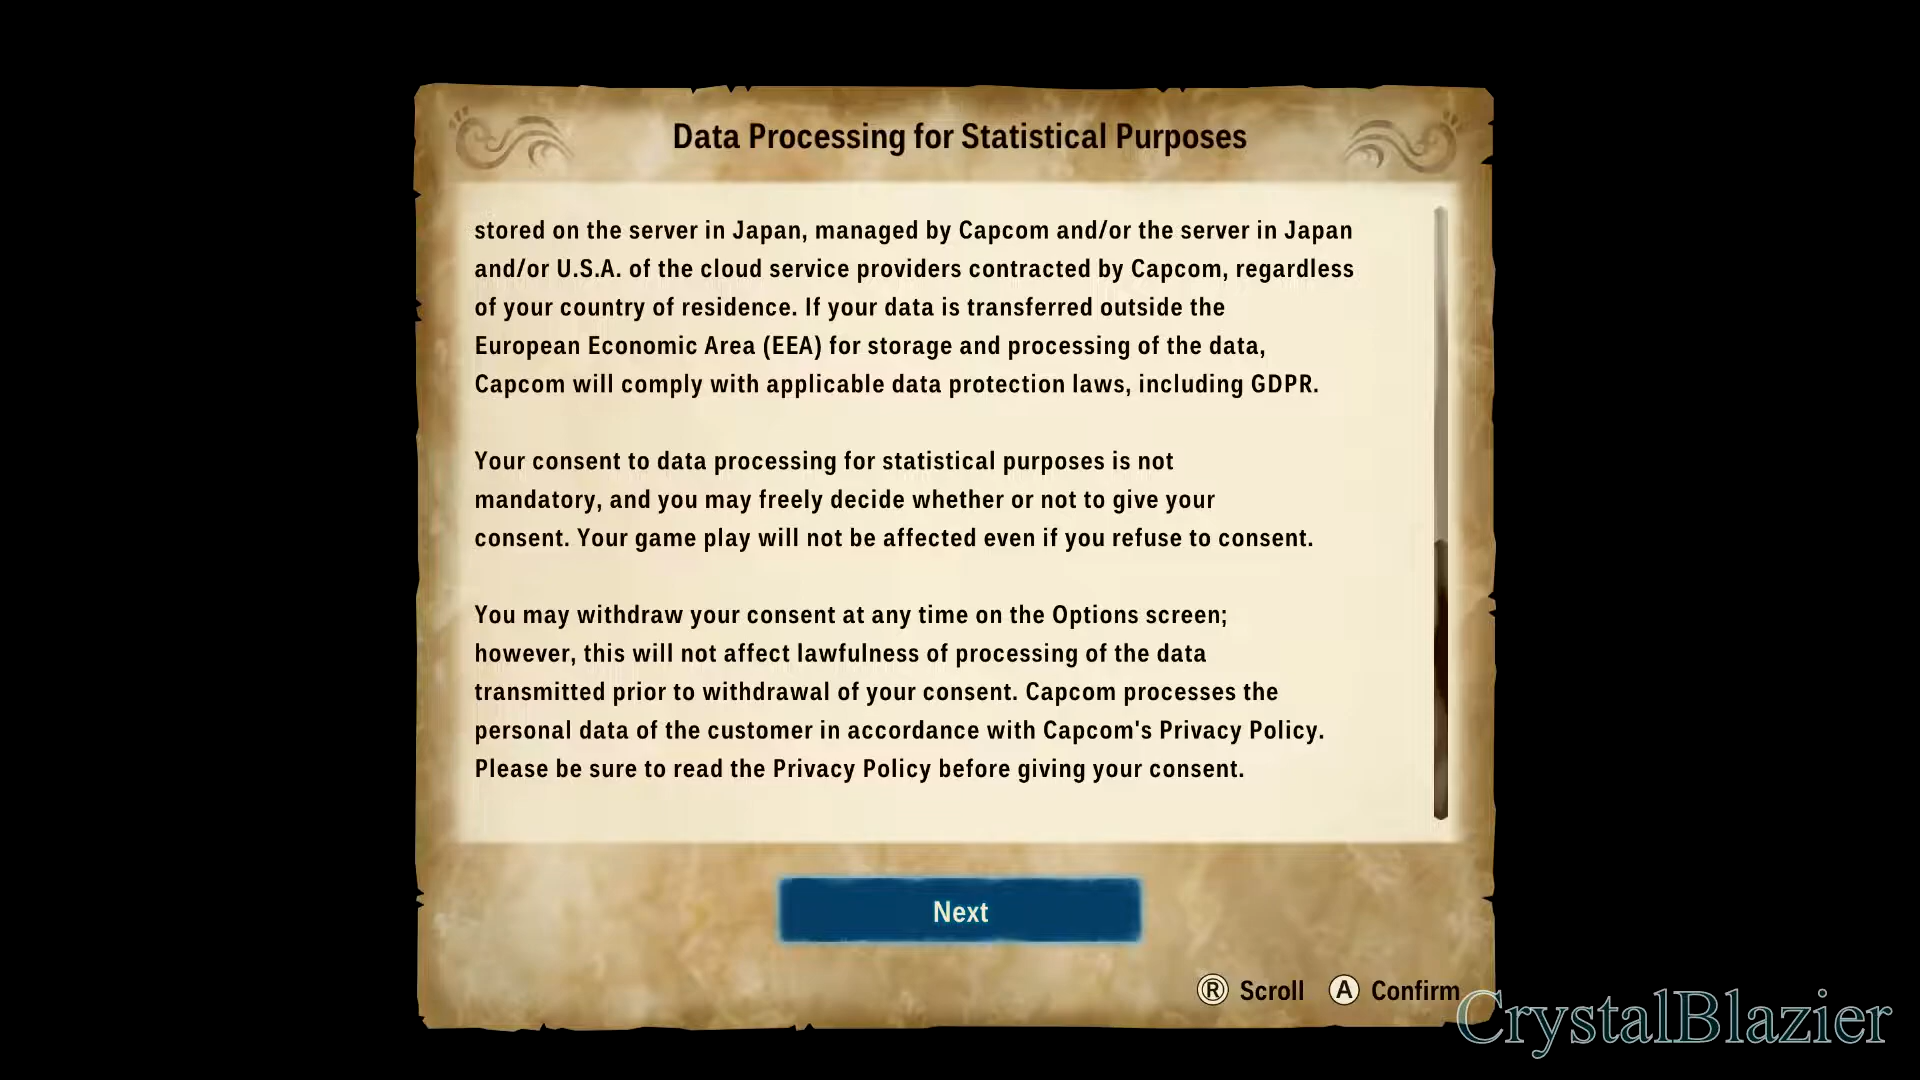 Data Processing for Statistical Purposes
stored on the server in Japan, managed by Capcom and/or the server in Japan
and/or U.S.A. of the cloud service providers contracted by Capcom, regardless
of your country of residence. If your data is transferred outside the
European Economic Area (EEA) for storage and processing of the data,
Capcom will comply with applicable data protection laws, including GDPR.
Your consent to data processing for statistical purposes is not
mandatory, and you may freely decide whether or not to give your
consent. Your game play will not be affected even if you refuse to consent.
You may withdraw your consent at any time on the Options screen;
however, this will not affect lawfulness of processing of the data
transmitted prior to withdrawal of your consent. Capcom processes the
personal data of the customer in accordance with Capcom's Privacy Policy.
Please be sure to read the Privacy Policy before giving your consent.
Next
R Scroll A Confirm
CrystalBlazier